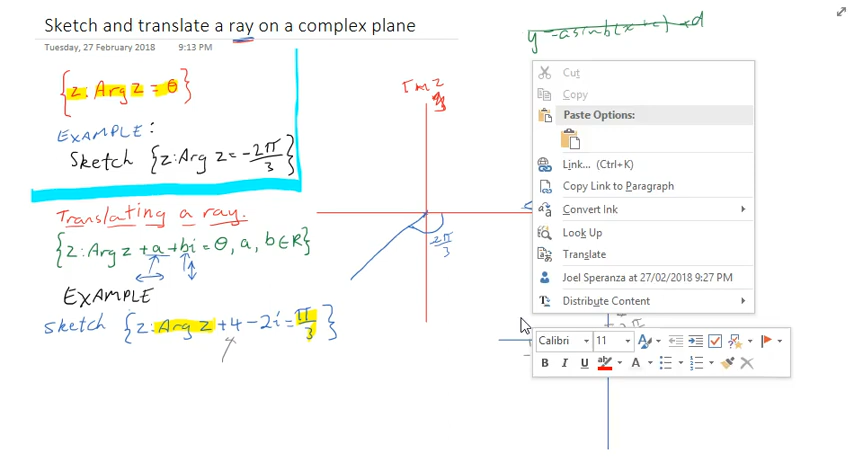 Sketch and translate a ray on a complex plane
Tuesday, 27 February 2018 9:13 PM
{z: Arg z = θ}
EXAMPLE:
Sketch {z: Arg z = -2π/3}
Translating a ray.
{z: Arg z + a + bi = θ, a, b ∈ R}
EXAMPLE
Sketch {z: Arg z + 4 - 2i = π/3}
Im z
2π/3
y = asinb(x+c)+d
Cut
Copy
Paste Options:
Link... (Ctrl+K)
Copy Link to Paragraph
Convert Ink
Look Up
Translate
Joel Speranza at 27/02/2018 9:27 PM
Distribute Content
Calibri 11
B I U A